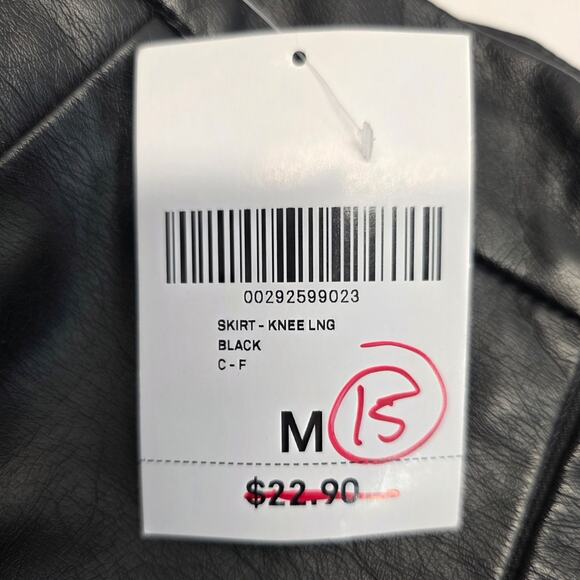 00292599023
SKIRT - KNEE LNG
BLACK
C - F
M 15
$22.90